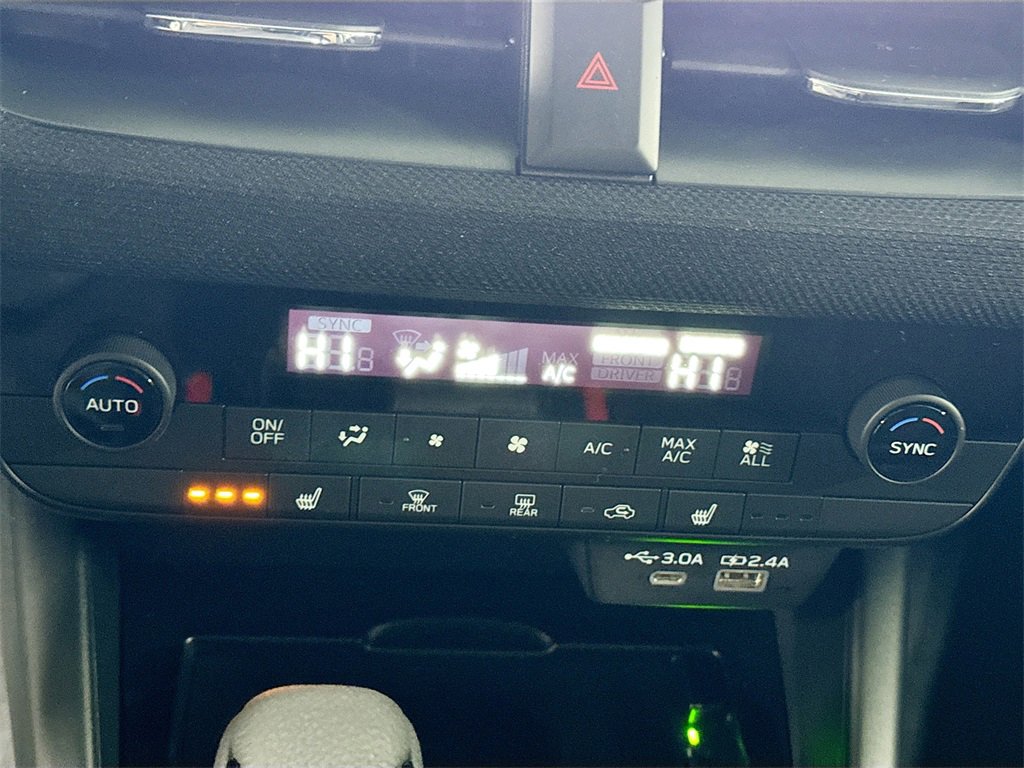 SYNC
HI
MAX
A/C
FRONT
DRIVER
HI
AUTO
ON/
OFF
A/C
MAX
A/C
ALL
SYNC
FRONT
REAR
3.0A
2.4A